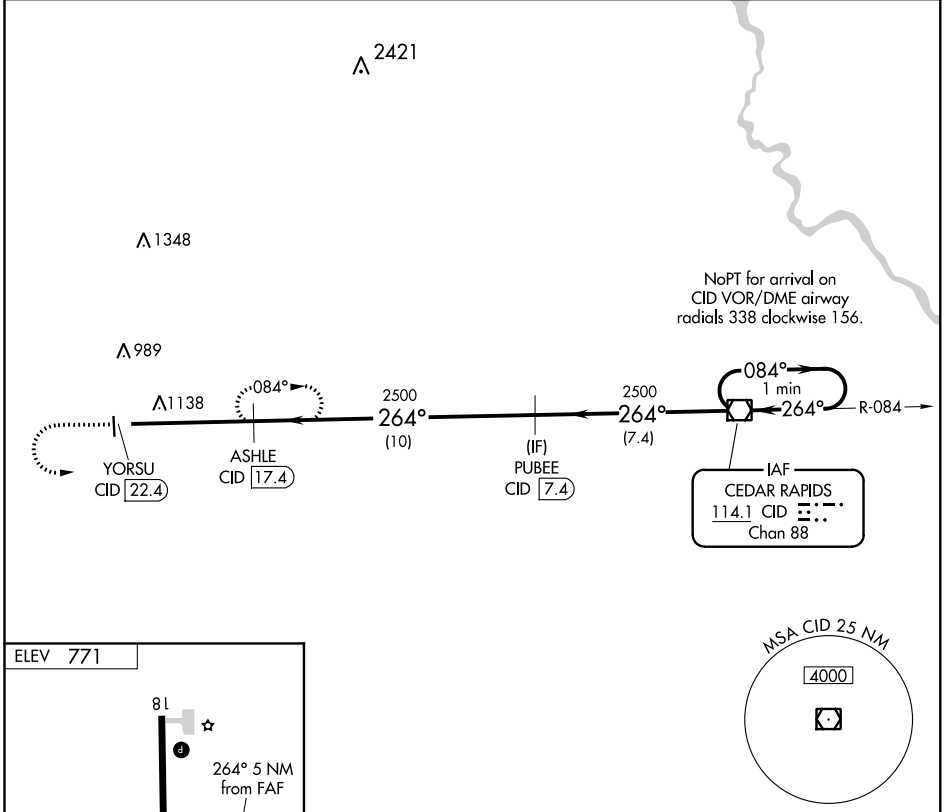 2421
1348
NoPT for arrival on
CID VOR/DME airway
radials 338 clockwise 156.
989
1138
084°
2500
264°
(10)
2500
264°
(7.4)
084°
1 min
264°
R-084
YORSU
CID 22.4
ASHLE
CID 17.4
(IF)
PUBEE
CID 7.4
IAF
CEDAR RAPIDS
114.1 CID
Chan 88
MSA CID 25 NM
4000
ELEV 771
18
P
264° 5 NM
from FAF